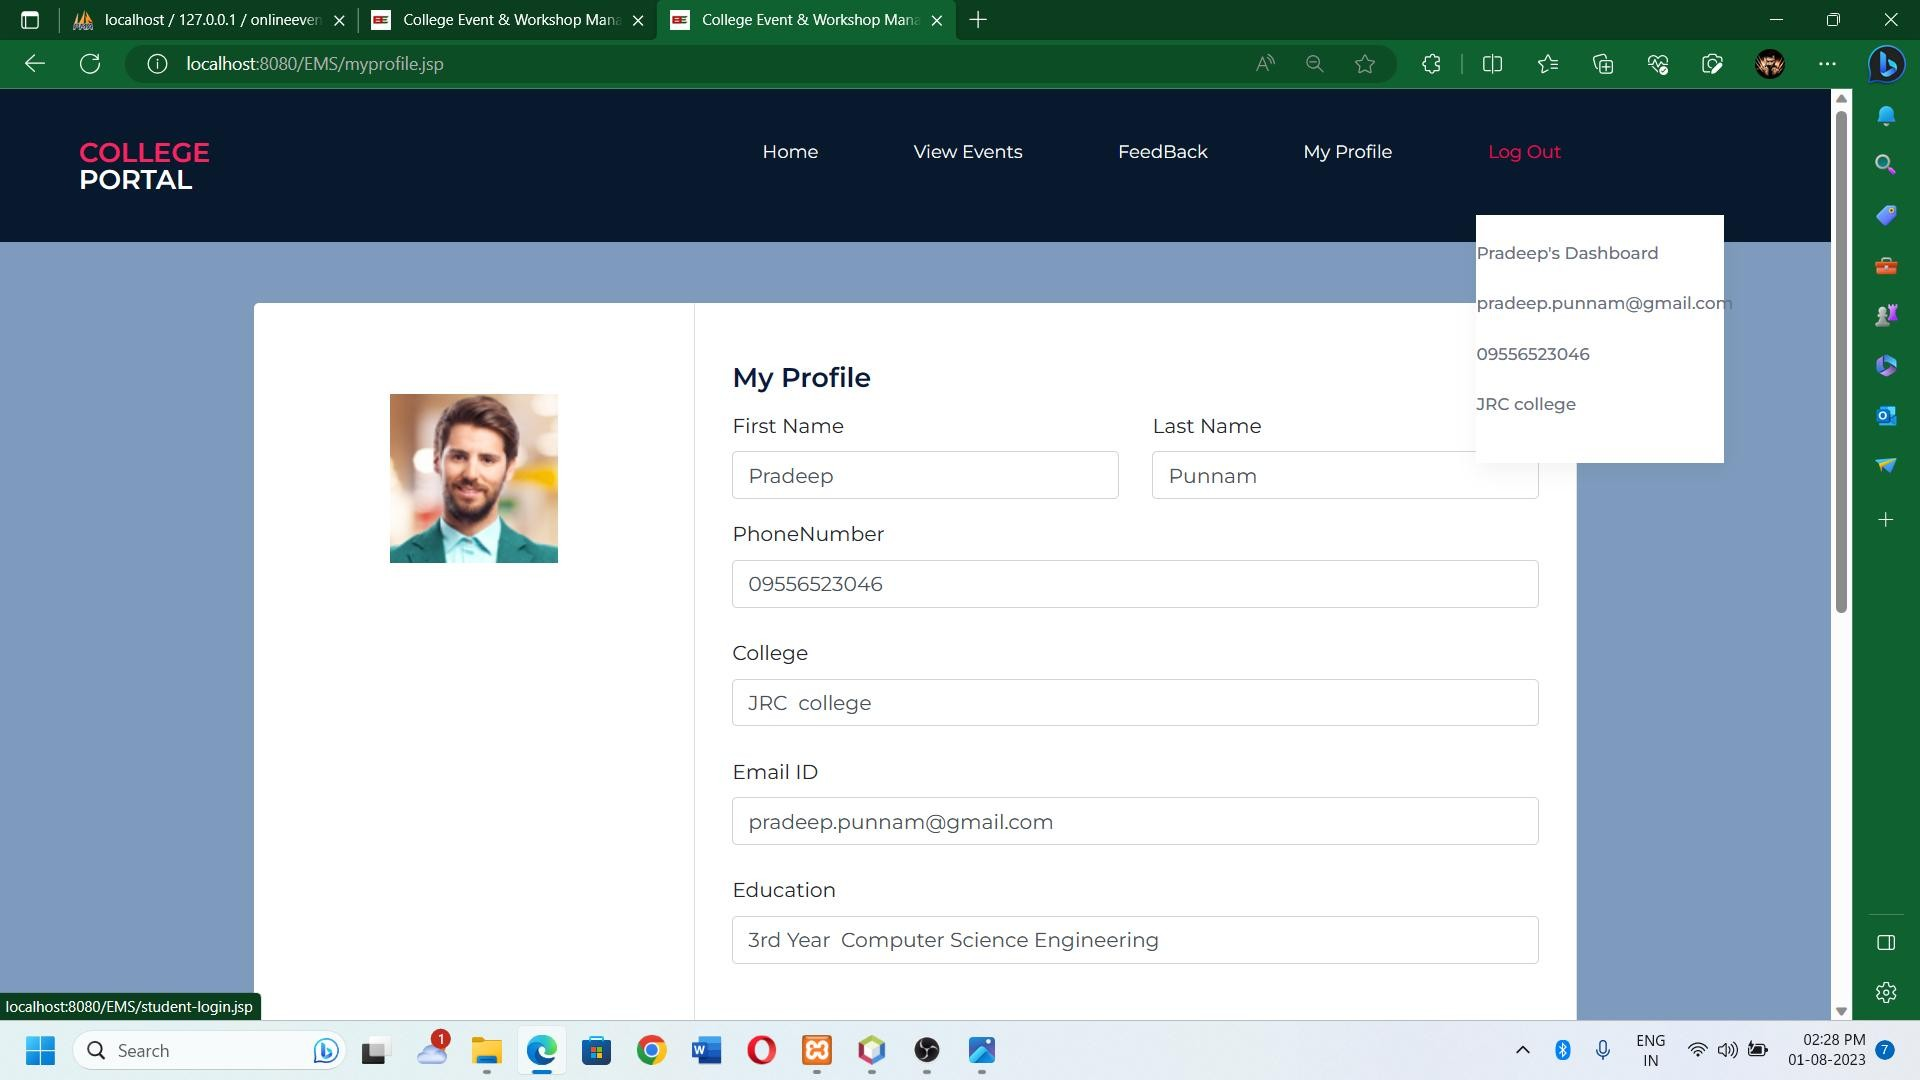 localhost / 127.0.0.1 / onlineeven
College Event & Workshop Mana
College Event & Workshop Mana
localhost:8080/EMS/myprofile.jsp
COLLEGE
PORTAL
Home View Events FeedBack My Profile Log Out
Pradeep's Dashboard
pradeep.punnam@gmail.com
09556523046
JRC college
My Profile
First Name Last Name
Pradeep Punnam
PhoneNumber
09556523046
College
JRC  college
Email ID
pradeep.punnam@gmail.com
Education
3rd Year  Computer Science Engineering
localhost:8080/EMS/student-login.jsp
Search
1
ENG
IN
02:28 PM
01-08-2023
7